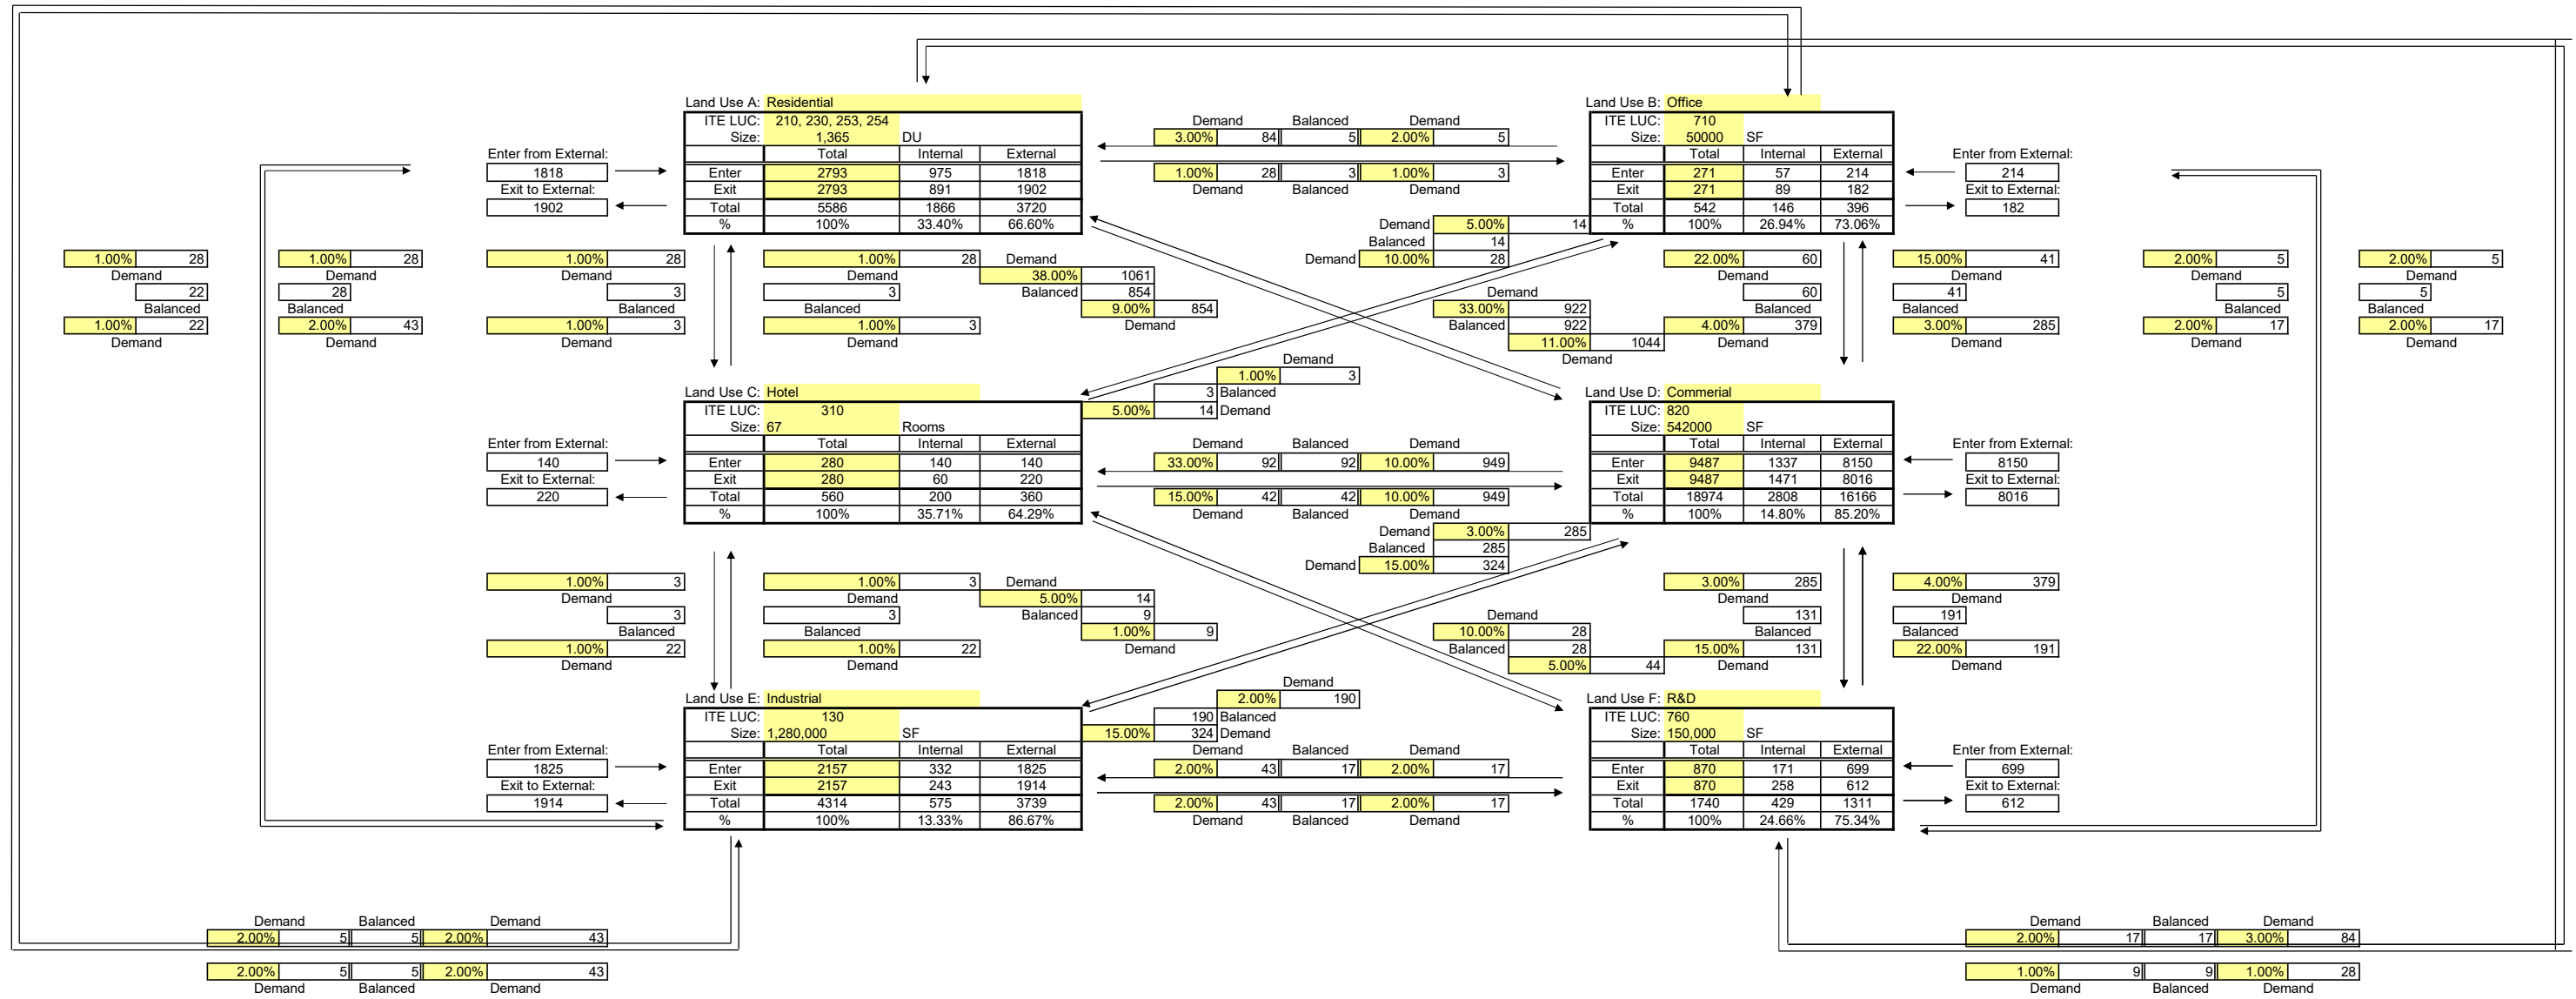 Land Use A: Residential
Land Use B: Office
ITE LUC: 210, 230, 253, 254
Demand Balanced Demand
ITE LUC: 710
Size: 1,365 DU
3.00% 84 5 2.00% 5
Size: 50000 SF
Enter from External:
Total Internal External
Total Internal External
Enter from External:
1818
Enter 2793 975 1818
1.00% 28 3 1.00% 3
Enter 271 57 214
214
Exit to External:
Exit 2793 891 1902
Demand Balanced Demand
Exit 271 89 182
Exit to External:
1902
Total 5586 1866 3720
Total 542 146 396
182
% 100% 33.40% 66.60%
Demand 5.00% 14
% 100% 26.94% 73.06%
Balanced 14
1.00% 28 1.00% 28 1.00% 28 1.00% 28 Demand
Demand 10.00% 28
22.00% 60 15.00% 41 2.00% 5 2.00% 5
Demand Demand Demand Demand 38.00% 1061
Demand Demand Demand Demand
22 28 3 3 Balanced 854
Demand
60 41 5 5
Balanced Balanced Balanced Balanced 9.00% 854
33.00% 922
Balanced Balanced Balanced Balanced
1.00% 22 2.00% 43 1.00% 3 1.00% 3 Demand
Balanced 922
4.00% 379 3.00% 285 2.00% 17 2.00% 17
Demand Demand Demand Demand
11.00% 1044
Demand Demand Demand Demand
Demand
Demand
1.00% 3
Land Use C: Hotel
3 Balanced
Land Use D: Commerial
ITE LUC: 310
5.00% 14 Demand
ITE LUC: 820
Size: 67 Rooms
Size: 542000 SF
Enter from External:
Total Internal External
Demand Balanced Demand
Total Internal External
Enter from External:
140
Enter 280 140 140
33.00% 92 92 10.00% 949
Enter 9487 1337 8150
8150
Exit to External:
Exit 280 60 220
Exit 9487 1471 8016
Exit to External:
220
Total 560 200 360
15.00% 42 42 10.00% 949
Total 18974 2808 16166
8016
% 100% 35.71% 64.29%
Demand Balanced Demand
% 100% 14.80% 85.20%
Demand 3.00% 285
Balanced 285
Demand 15.00% 324
1.00% 3 1.00% 3 Demand
3.00% 285 4.00% 379
Demand Demand 5.00% 14
Demand Demand
3 3 Balanced 9
Demand
131 191
Balanced Balanced 1.00% 9
10.00% 28
Balanced Balanced
1.00% 22 1.00% 22 Demand
Balanced 28
15.00% 131 22.00% 191
Demand Demand
5.00% 44
Demand Demand
Demand
2.00% 190
Land Use E: Industrial
190 Balanced
Land Use F: R&D
ITE LUC: 130
15.00% 324 Demand
ITE LUC: 760
Size: 1,280,000 SF
Size: 150,000 SF
Enter from External:
Total Internal External
Demand Balanced Demand
Total Internal External
Enter from External:
1825
Enter 2157 332 1825
2.00% 43 17 2.00% 17
Enter 870 171 699
699
Exit to External:
Exit 2157 243 1914
Exit 870 258 612
Exit to External:
1914
Total 4314 575 3739
2.00% 43 17 2.00% 17
Total 1740 429 1311
612
% 100% 13.33% 86.67%
Demand Balanced Demand
% 100% 24.66% 75.34%
Demand Balanced Demand
Demand Balanced Demand
2.00% 5 5 2.00% 43
2.00% 17 17 3.00% 84
2.00% 5 5 2.00% 43
1.00% 9 9 1.00% 28
Demand Balanced Demand
Demand Balanced Demand